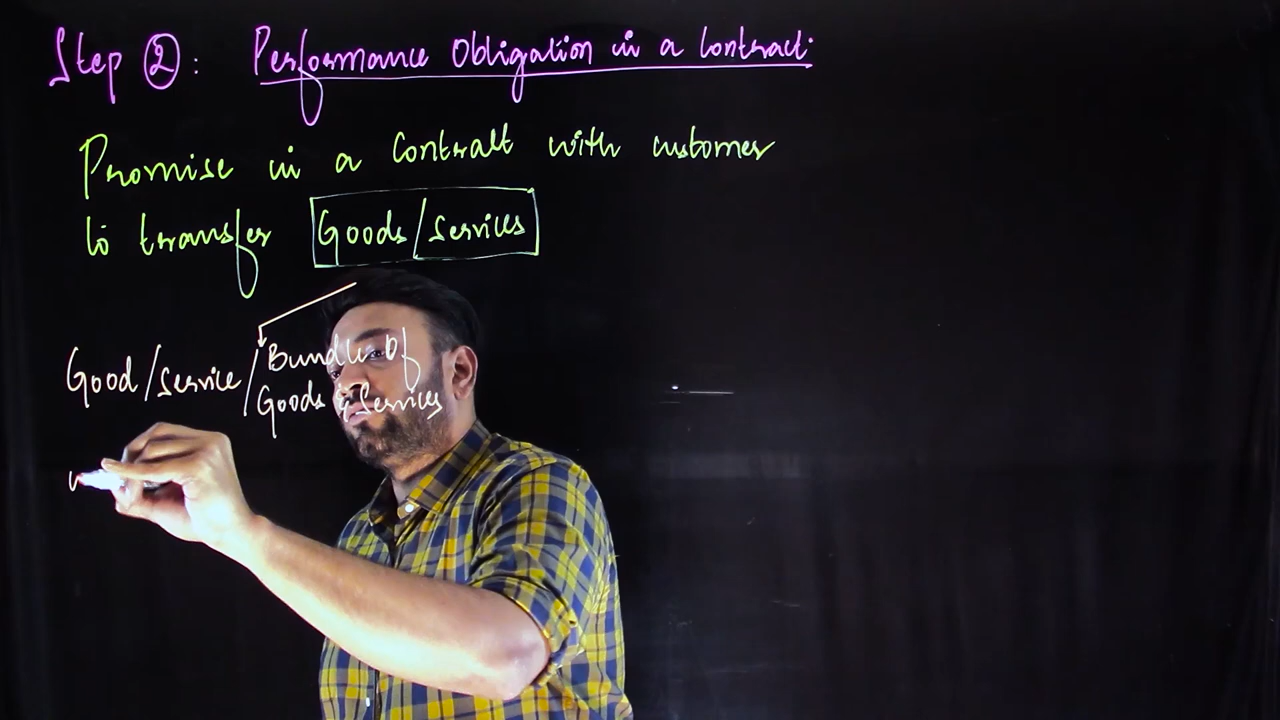 Step ②: Performance Obligation in a Contract.
Promise in a Contract with customer
to transfer Goods/Services
Good/Service/Bundle Of
Goods & Services